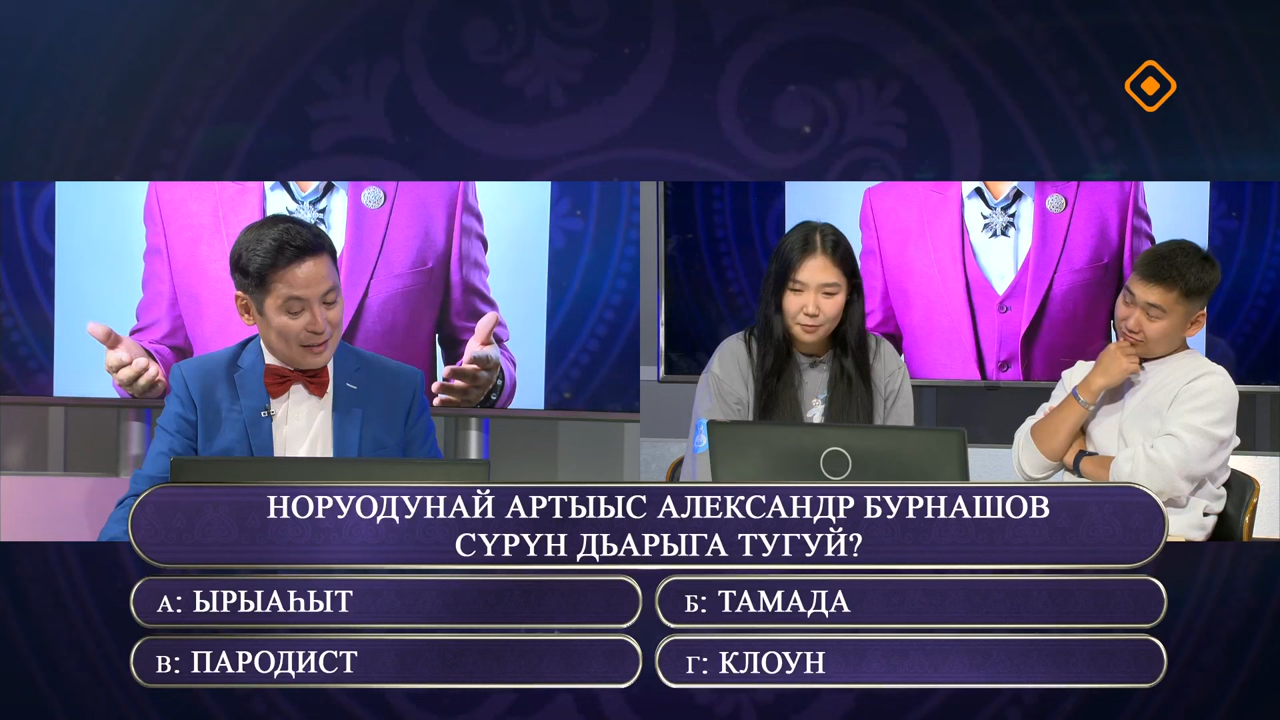 НОРУОДУНАЙ АРТЫЫС АЛЕКСАНДР БУРНАШОВ
СҮРҮН ДЬАРЫГА ТУГУЙ?
А: ЫРЫАҺЫТ
Б: ТАМАДА
В: ПАРОДИСТ
Г: КЛОУН